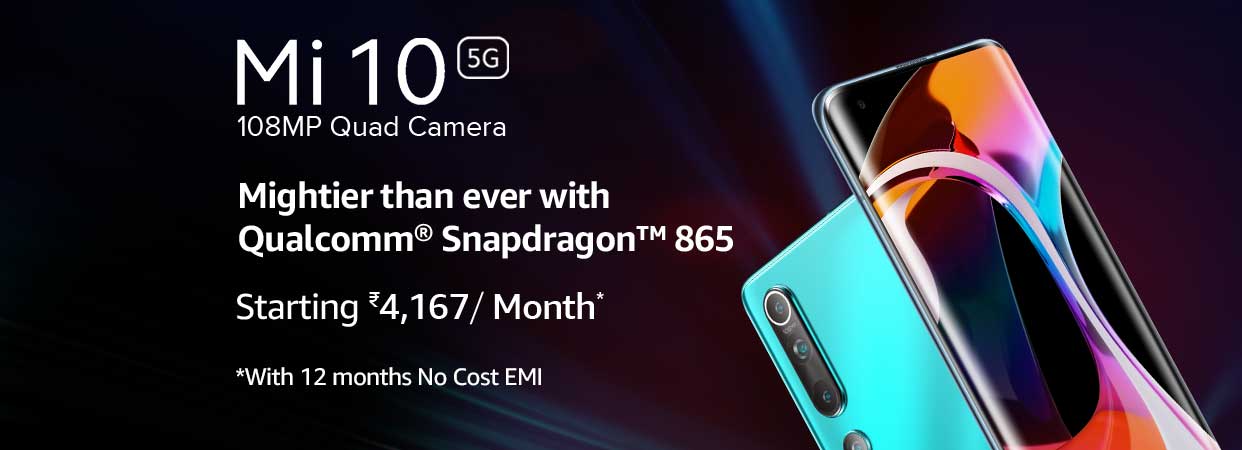 Mi 10 5G
108MP Quad Camera
Mightier than ever with
Qualcomm® Snapdragon™ 865
Starting ₹4,167/ Month*
*With 12 months No Cost EMI